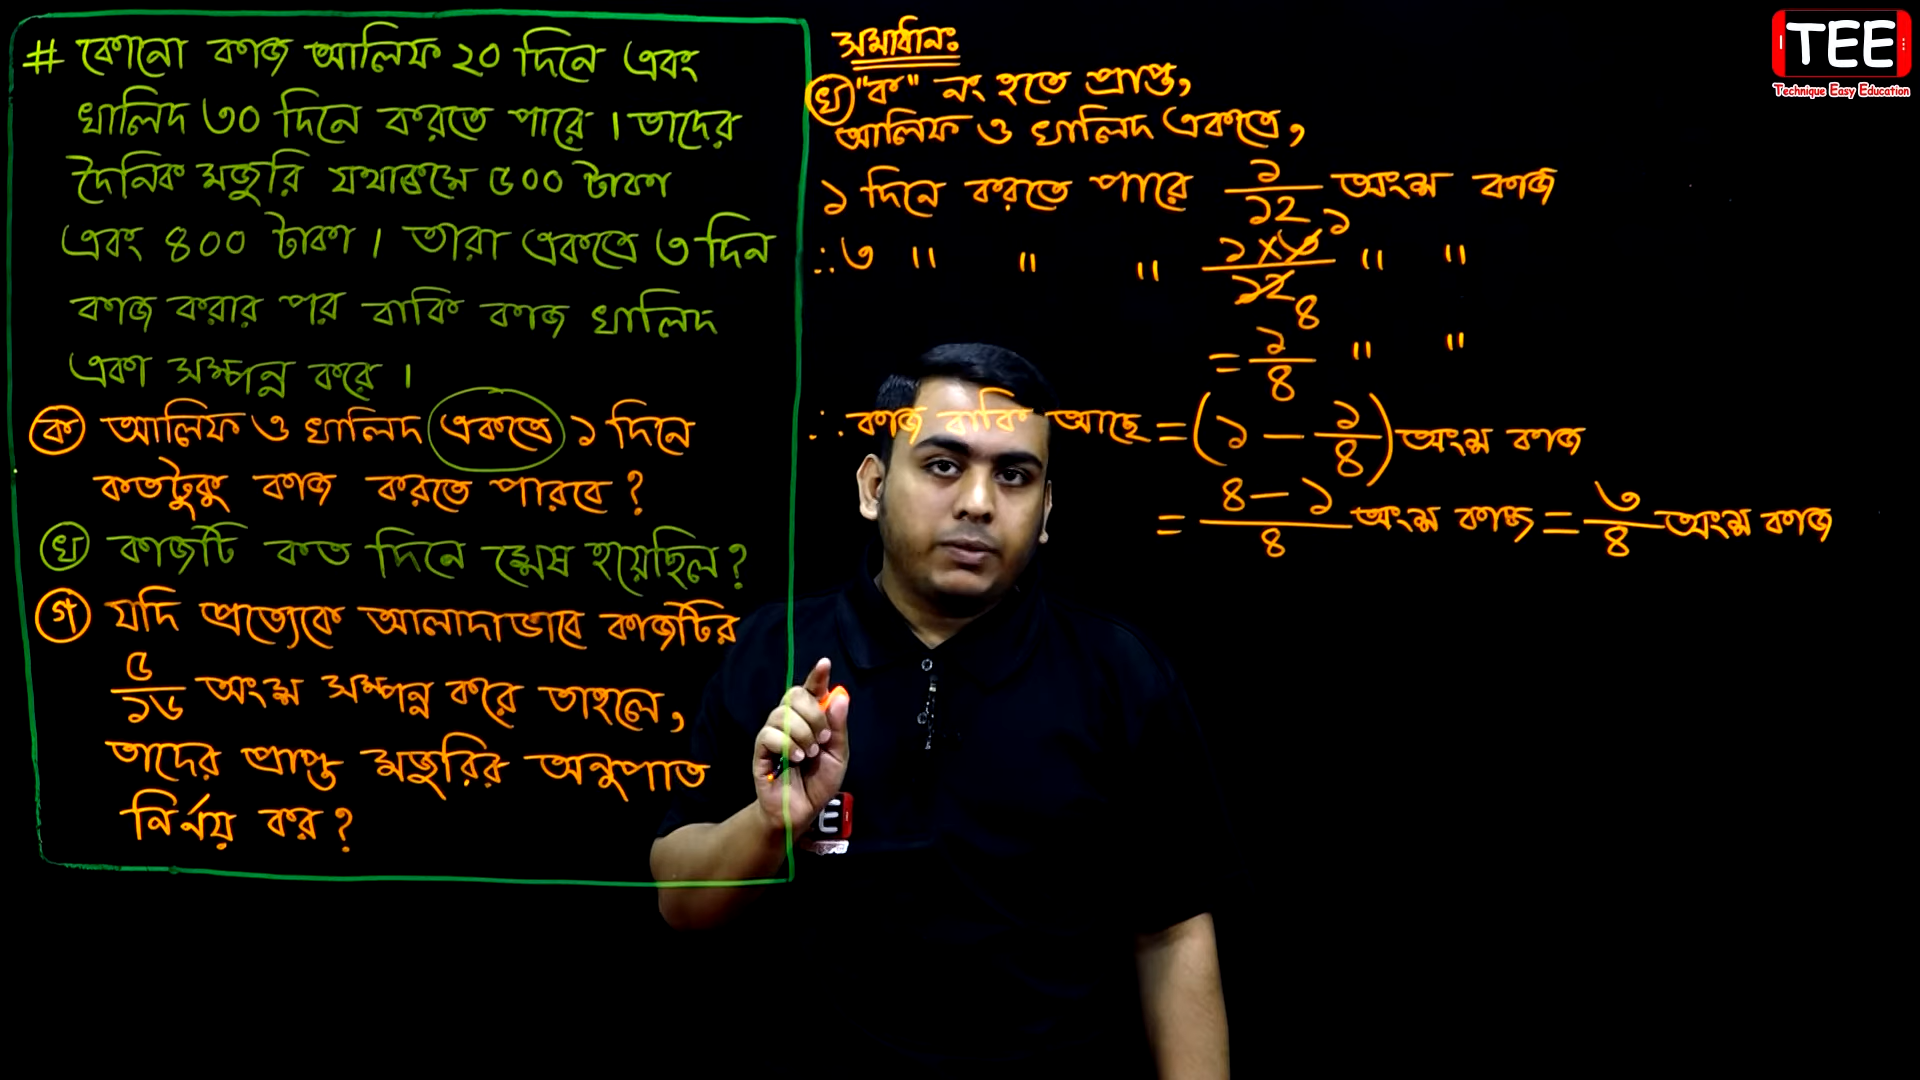 # কোনো কাজ আলিফ ২০ দিনে এবং
খালিদ ৩০ দিনে করতে পারে। তাদের
দৈনিক মজুরি যথাক্রমে ৫০০ টাকা
এবং ৪০০ টাকা। তারা একত্রে ৩ দিন
কাজ করার পর বাকি কাজ খালিদ
একা সম্পন্ন করে।
ক আলিফ ও খালিদ একত্রে ১ দিনে
কতটুকু কাজ করতে পারবে?
খ কাজটি কত দিনে শেষ হয়েছিল?
গ যদি প্রত্যেকে আলাদাভাবে কাজটির
৫/১৬ অংশ সম্পন্ন করে তাহলে,
তাদের প্রাপ্ত মজুরির অনুপাত
নির্নয় কর?
সমাধানঃ
খ "ক" নং হতে প্রাপ্ত,
আলিফ ও খালিদ একত্রে,
১ দিনে করতে পারে ১/১২ অংশ কাজ
∴ ৩ " " " ১×৩/১২ " "
১
৪
= ১/৪ " "
∴ কাজ বাকি আছে = (১ – ১/৪) অংশ কাজ
= ৪ – ১/৪ অংশ কাজ = ৩/৪ অংশ কাজ
TEE
Technique Easy Education